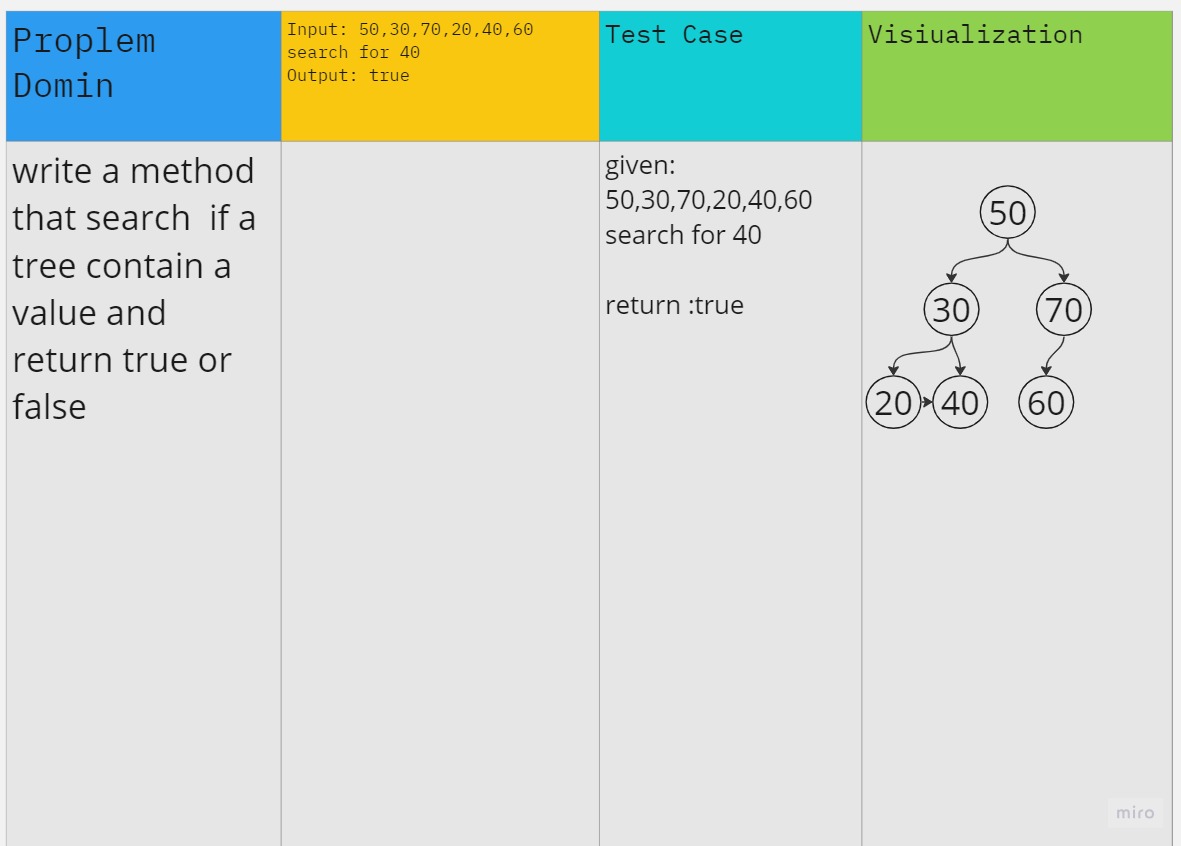 Proplem
Domin
Input: 50,30,70,20,40,60
search for 40
Output: true
Test Case
Visiualization
write a method
that search  if a
tree contain a
value and
return true or
false
given:
50,30,70,20,40,60
search for 40
return :true
50
30
70
20
40
60
miro